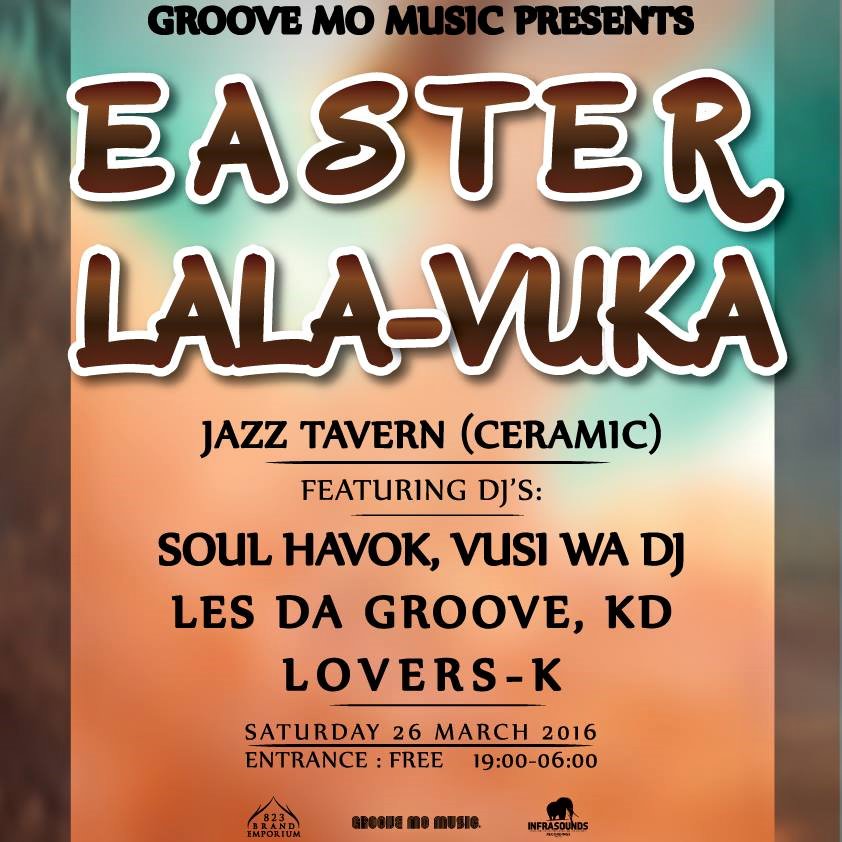 GROOVE MO MUSIC PRESENTS
EASTER
LALA-VUKA
JAZZ TAVERN (CERAMIC)
FEATURING DJ'S:
SOUL HAVOK, VUSI WA DJ
LES DA GROOVE, KD
LOVERS-K
SATURDAY 26 MARCH 2016
ENTRANCE : FREE 19:00-06:00
823
BRAND
EMPORIUM
GROOVE MO MUSIC
INFRASOUNDS
RECORDINGS